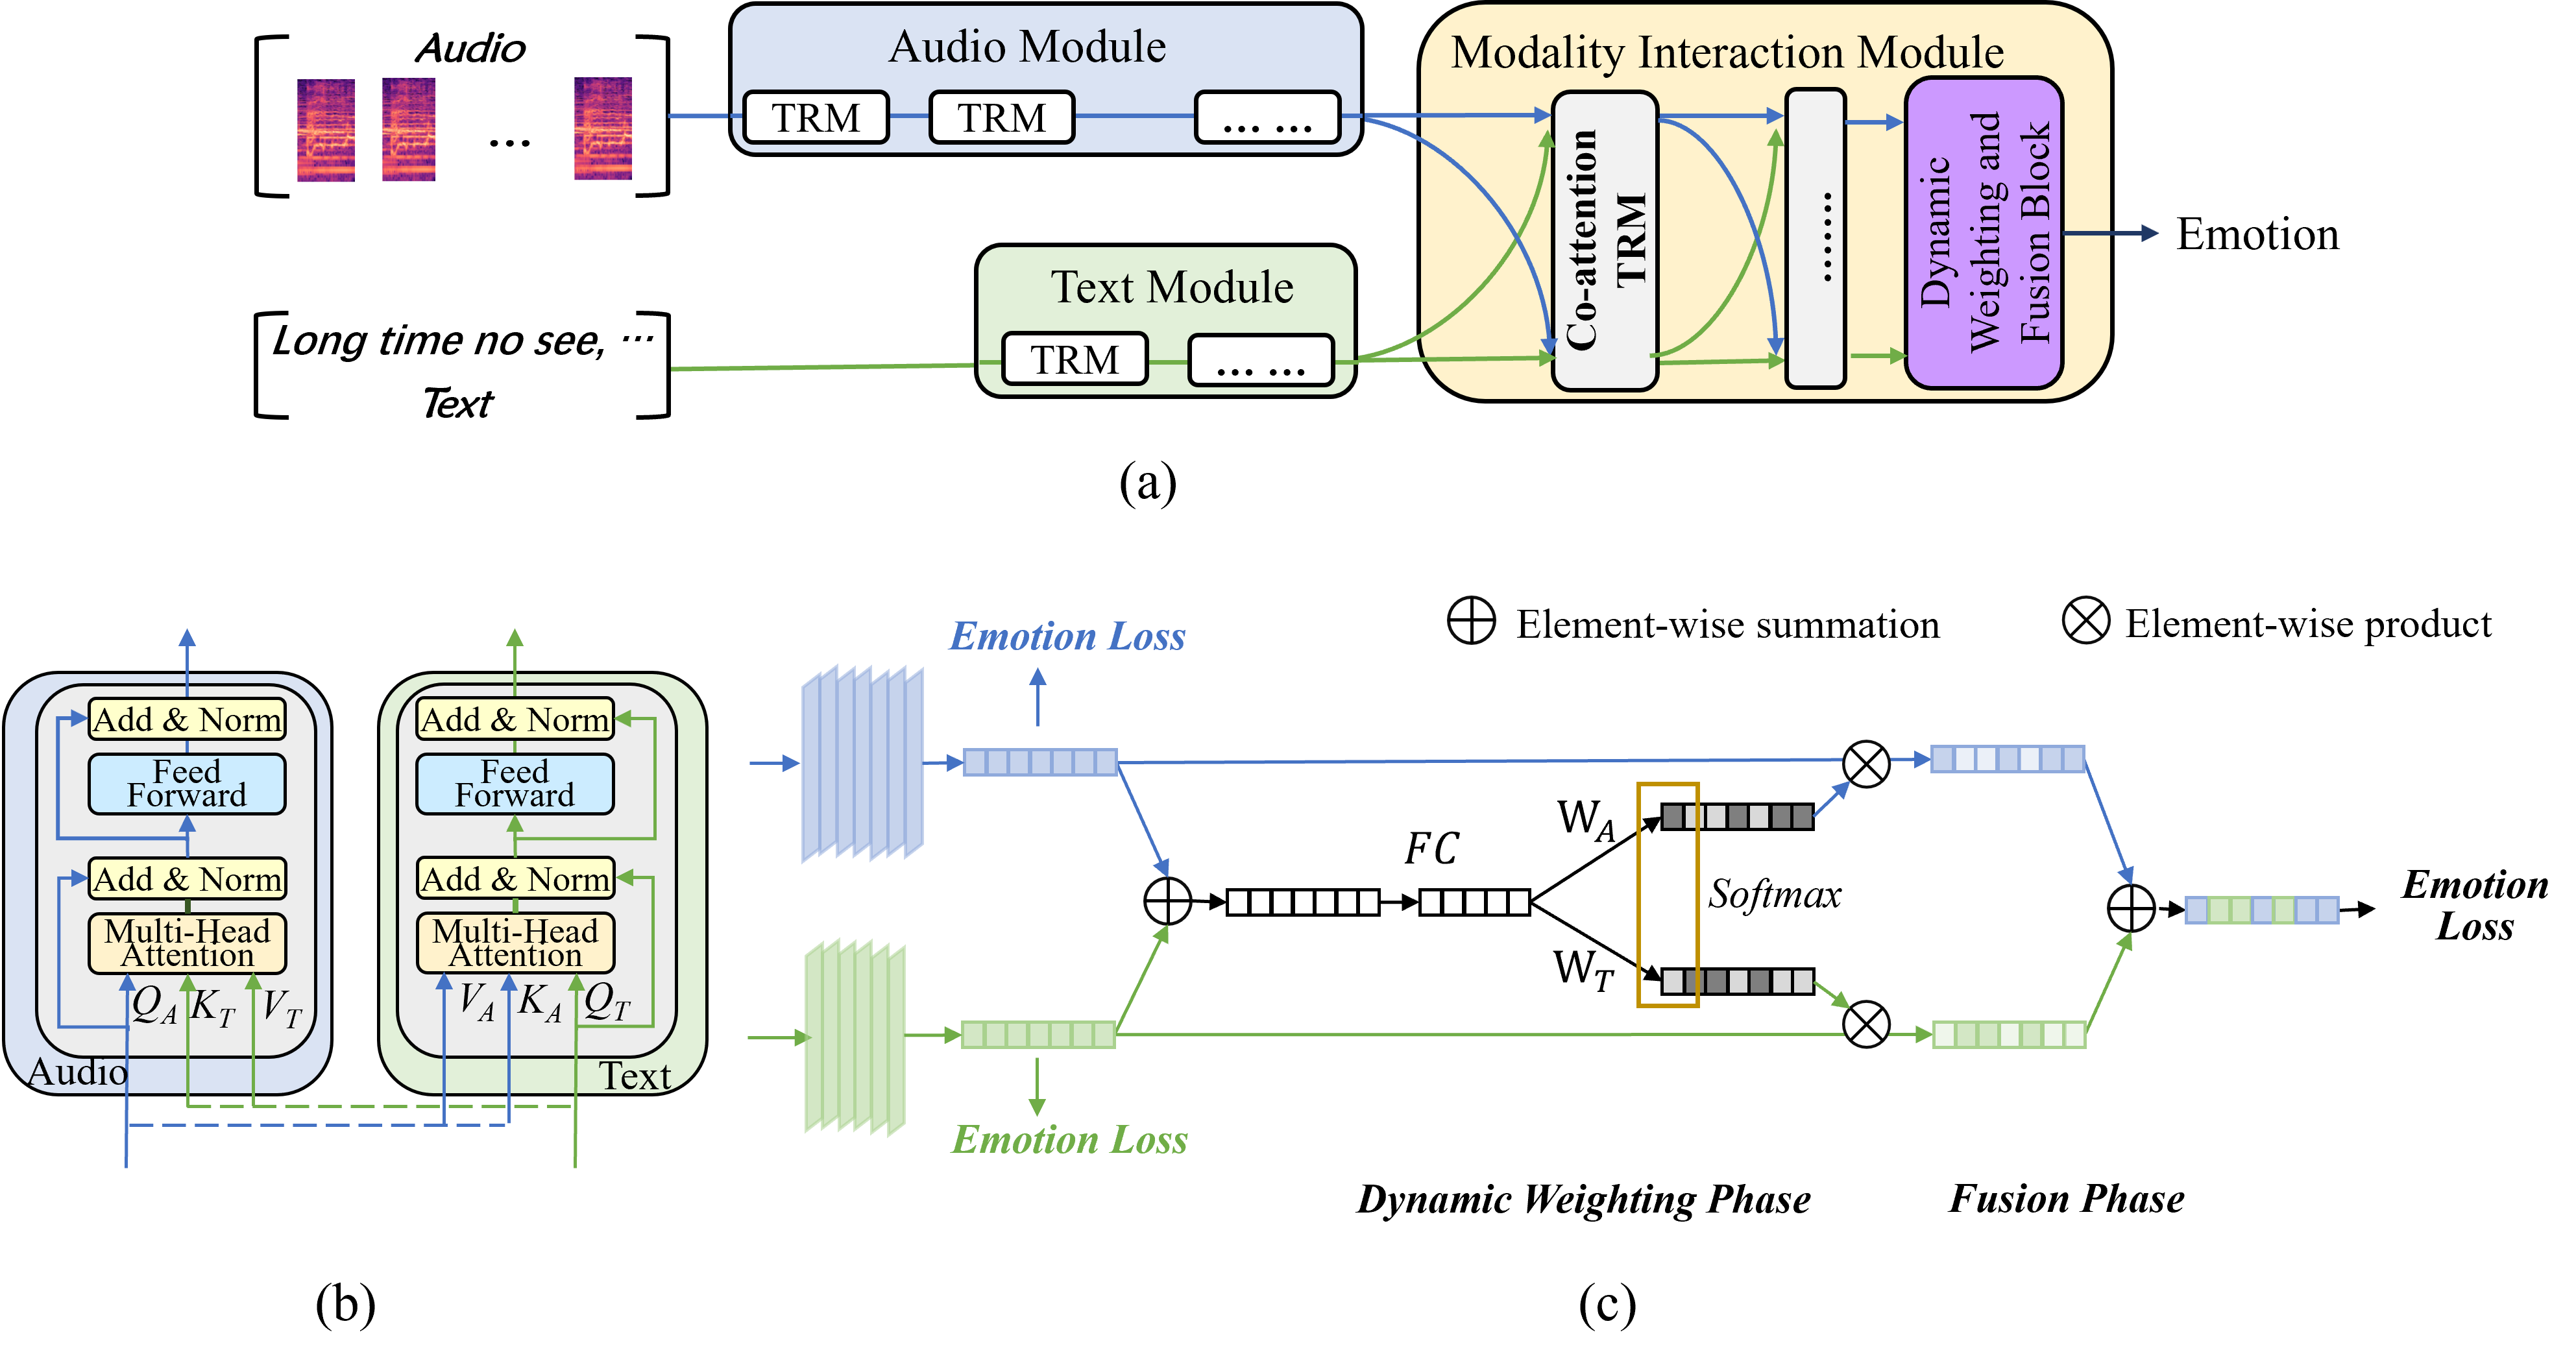 Audio
...
Long time no see, ...
Text
Audio Module
TRM
TRM
... ...
Text Module
TRM
... ...
Modality Interaction Module
Co-attention
TRM
........
Dynamic
Weighting and
Fusion Block
Emotion
(a)
Add & Norm
Feed
Forward
Add & Norm
Multi-Head
Attention
Q_A K_T V_T
Audio
Add & Norm
Feed
Forward
Add & Norm
Multi-Head
Attention
V_A K_A Q_T
Text
(b)
Element-wise summation
Element-wise product
Emotion Loss
FC
W_A
Softmax
W_T
Emotion
Loss
Emotion Loss
Dynamic Weighting Phase
Fusion Phase
(c)